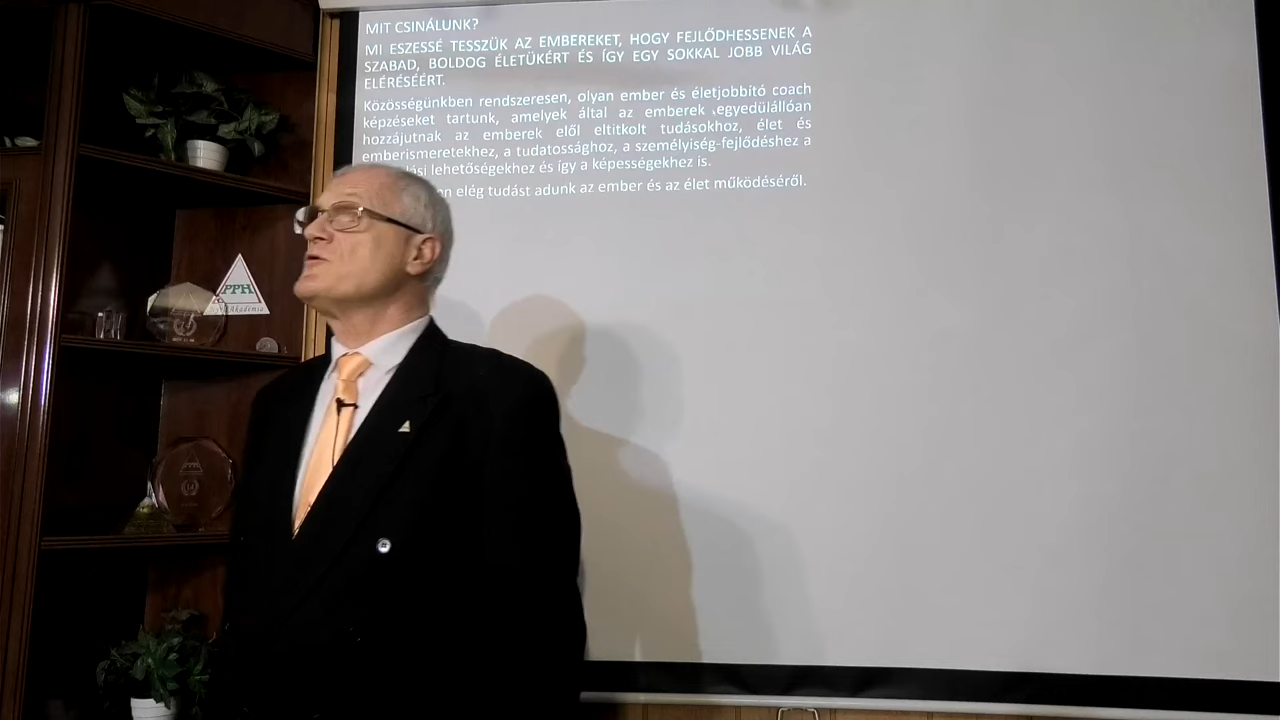 MIT CSINÁLUNK?
MI ESZESSÉ TESSZÜK AZ EMBEREKET, HOGY FEJLŐDHESSENEK A
SZABAD, BOLDOG ÉLETÜKÉRT ÉS ÍGY EGY SOKKAL JOBB VILÁG
ELÉRÉSÉÉRT.
Közösségünkben rendszeresen, olyan ember és életjobbító coach
képzéseket tartunk, amelyek által az emberek egyedülállóan
hozzájutnak az emberek elől eltitkolt tudásokhoz, élet és
emberismeretekhez, a tudatossághoz, a személyiség-fejlődéshez a
lehetőségekhez és így a képességekhez is.
elég tudást adunk az ember és az élet működéséről.
PPH
Akadémia